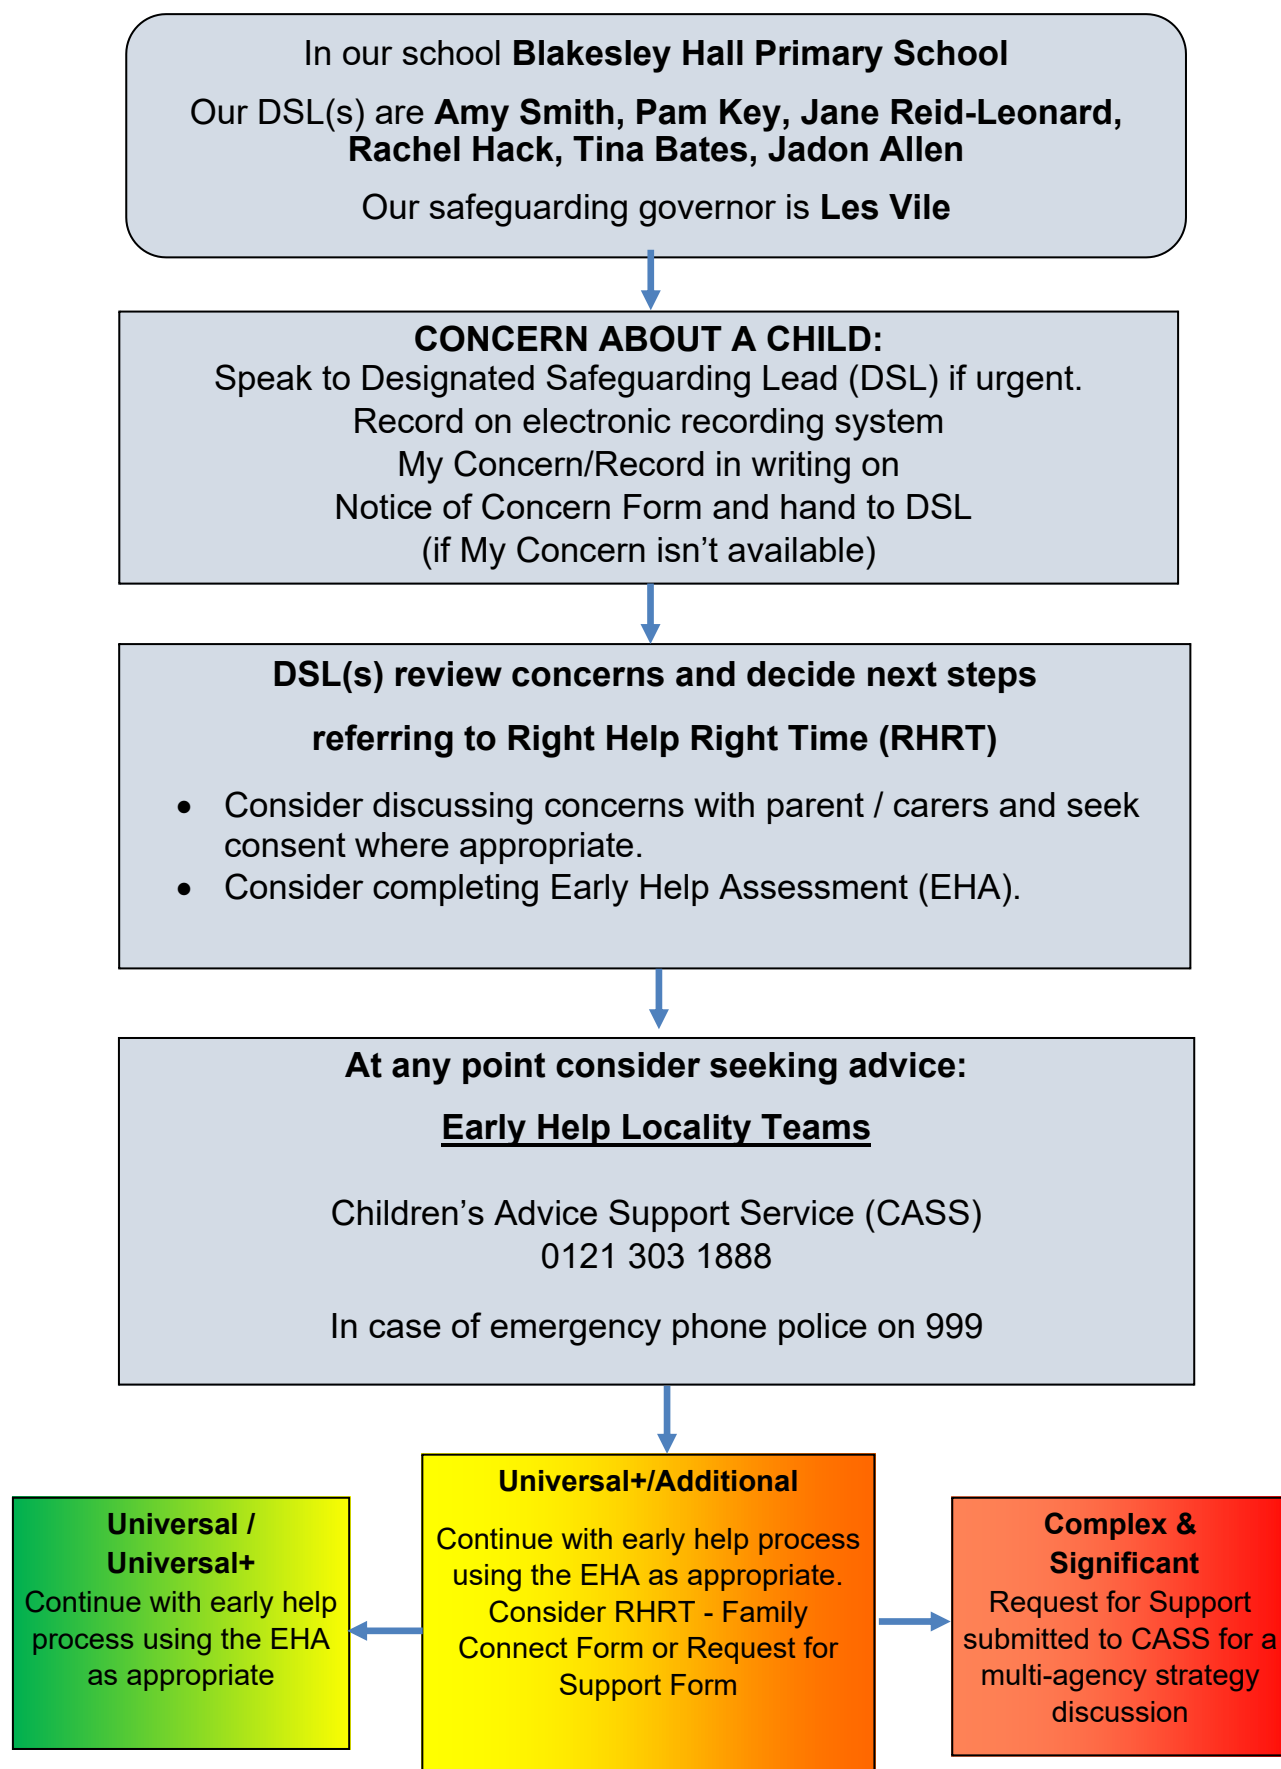 In our school Blakesley Hall Primary School
Our DSL(s) are Amy Smith, Pam Key, Jane Reid-Leonard,
Rachel Hack, Tina Bates, Jadon Allen
Our safeguarding governor is Les Vile
CONCERN ABOUT A CHILD:
Speak to Designated Safeguarding Lead (DSL) if urgent.
Record on electronic recording system
My Concern/Record in writing on
Notice of Concern Form and hand to DSL
(if My Concern isn’t available)
DSL(s) review concerns and decide next steps
referring to Right Help Right Time (RHRT)
• Consider discussing concerns with parent / carers and seek
consent where appropriate.
• Consider completing Early Help Assessment (EHA).
At any point consider seeking advice:
Early Help Locality Teams
Children’s Advice Support Service (CASS)
0121 303 1888
In case of emergency phone police on 999
Universal /
Universal+
Continue with early help
process using the EHA
as appropriate
Universal+/Additional
Continue with early help process
using the EHA as appropriate.
Consider RHRT - Family
Connect Form or Request for
Support Form
Complex &
Significant
Request for Support
submitted to CASS for a
multi-agency strategy
discussion